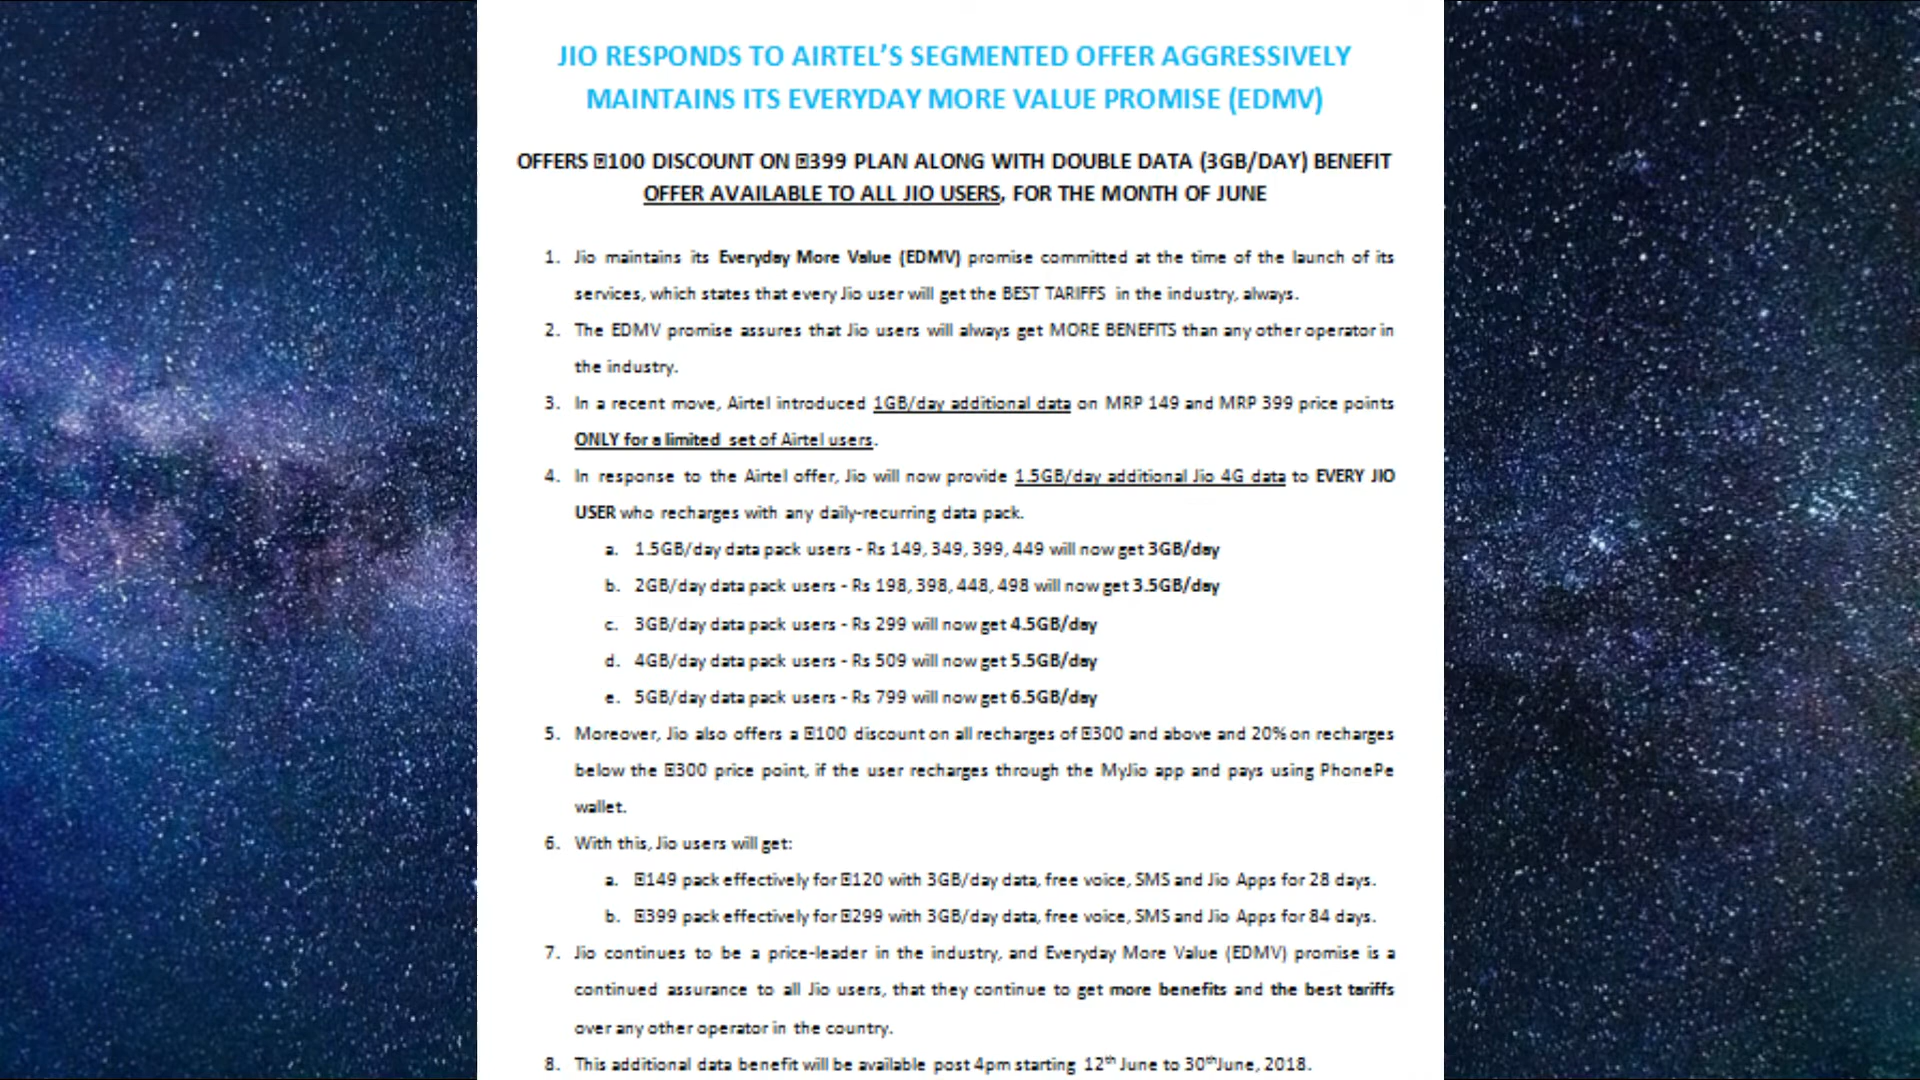 JIO RESPONDS TO AIRTEL’S SEGMENTED OFFER AGGRESSIVELY
MAINTAINS ITS EVERYDAY MORE VALUE PROMISE (EDMV)
OFFERS ⍰100 DISCOUNT ON ⍰399 PLAN ALONG WITH DOUBLE DATA (3GB/DAY) BENEFIT
OFFER AVAILABLE TO ALL JIO USERS, FOR THE MONTH OF JUNE
1. Jio maintains its Everyday More Value (EDMV) promise committed at the time of the launch of its
services, which states that every Jio user will get the BEST TARIFFS in the industry, always.
2. The EDMV promise assures that Jio users will always get MORE BENEFITS than any other operator in
the industry.
3. In a recent move, Airtel introduced 1GB/day additional data on MRP 149 and MRP 399 price points
ONLY for a limited set of Airtel users.
4. In response to the Airtel offer, Jio will now provide 1.5GB/day additional Jio 4G data to EVERY JIO
USER who recharges with any daily-recurring data pack.
a. 1.5GB/day data pack users - Rs 149, 349, 399, 449 will now get 3GB/day
b. 2GB/day data pack users - Rs 198, 398, 448, 498 will now get 3.5GB/day
c. 3GB/day data pack users - Rs 299 will now get 4.5GB/day
d. 4GB/day data pack users - Rs 509 will now get 5.5GB/day
e. 5GB/day data pack users - Rs 799 will now get 6.5GB/day
5. Moreover, Jio also offers a ⍰100 discount on all recharges of ⍰300 and above and 20% on recharges
below the ⍰300 price point, if the user recharges through the MyJio app and pays using PhonePe
wallet.
6. With this, Jio users will get:
a. ⍰149 pack effectively for ⍰120 with 3GB/day data, free voice, SMS and Jio Apps for 28 days.
b. ⍰399 pack effectively for ⍰299 with 3GB/day data, free voice, SMS and Jio Apps for 84 days.
7. Jio continues to be a price-leader in the industry, and Everyday More Value (EDMV) promise is a
continued assurance to all Jio users, that they continue to get more benefits and the best tariffs
over any other operator in the country.
8. This additional data benefit will be available post 4pm starting 12th June to 30thJune, 2018.